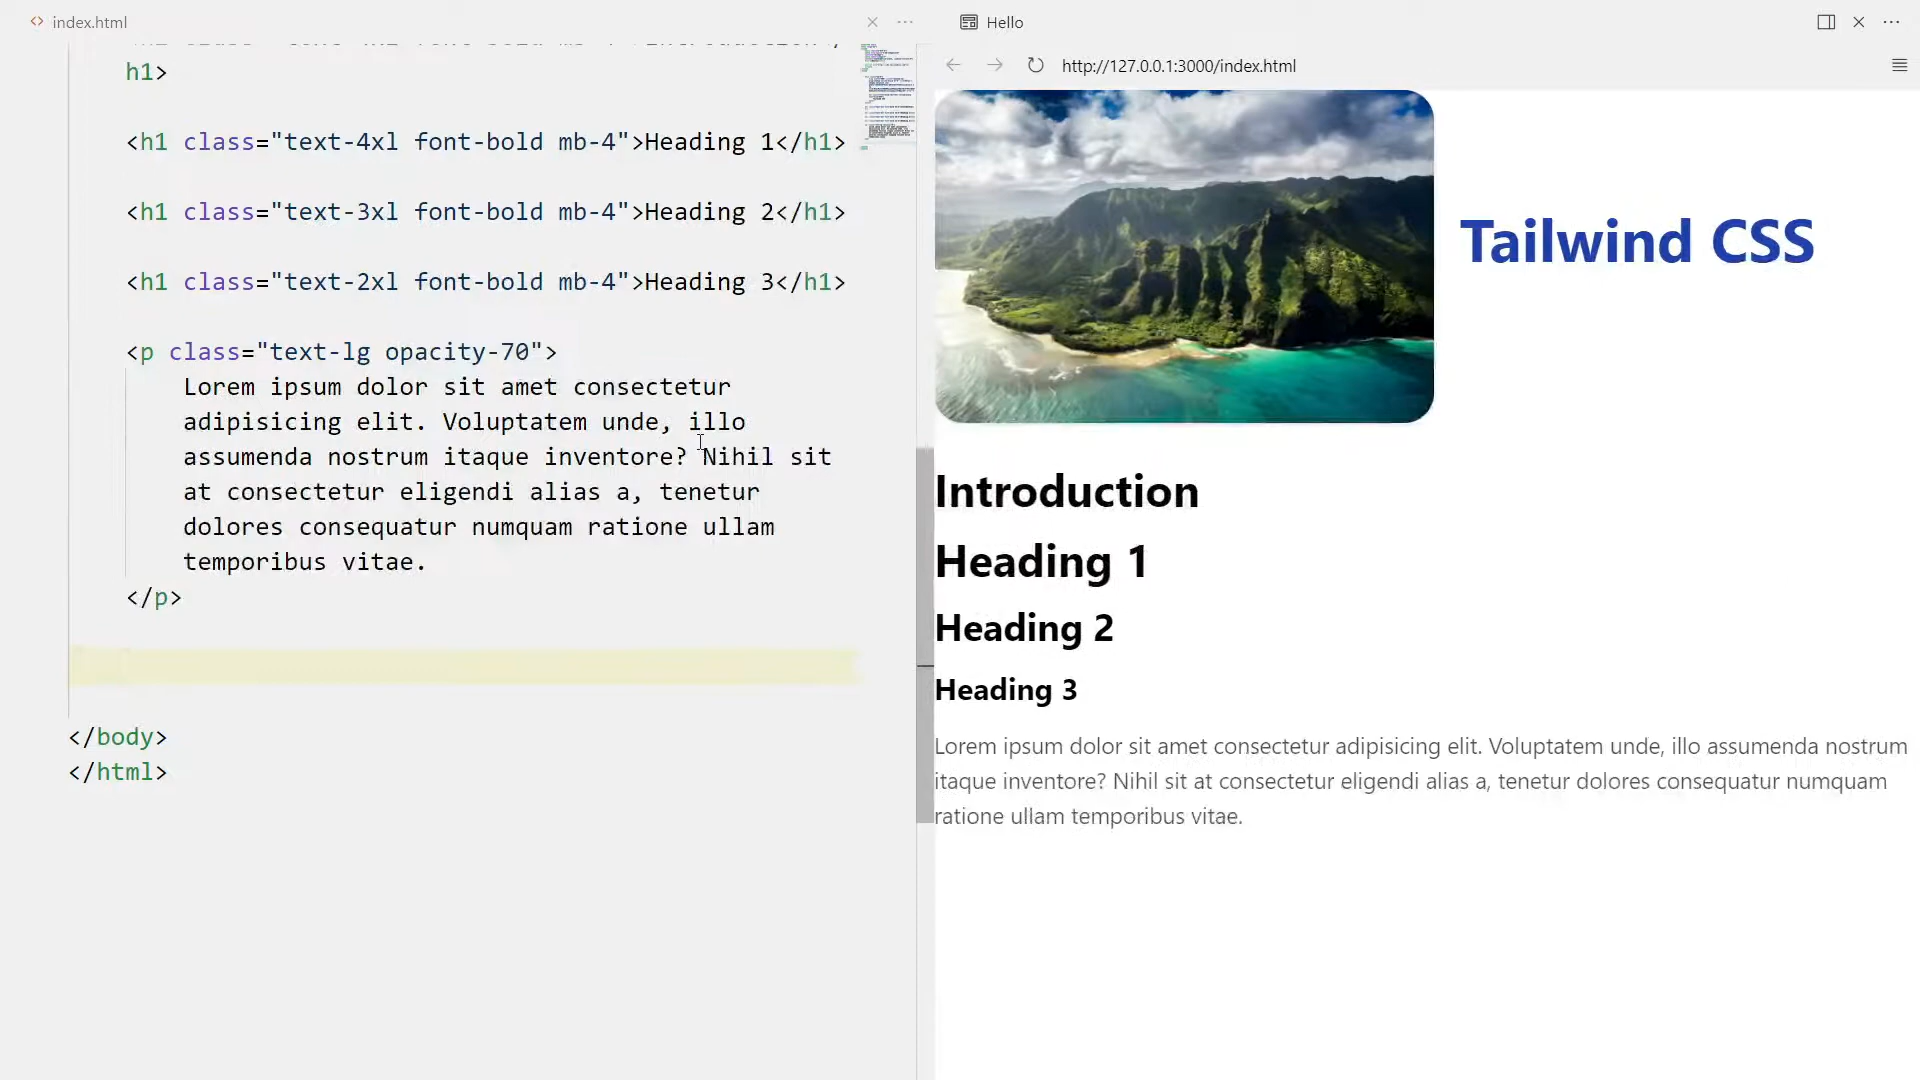 index.html
h1>
<h1 class="text-4xl font-bold mb-4">Heading 1</h1>
<h1 class="text-3xl font-bold mb-4">Heading 2</h1>
<h1 class="text-2xl font-bold mb-4">Heading 3</h1>
<p class="text-lg opacity-70">
Lorem ipsum dolor sit amet consectetur
adipisicing elit. Voluptatem unde, illo
assumenda nostrum itaque inventore? Nihil sit
at consectetur eligendi alias a, tenetur
dolores consequatur numquam ratione ullam
temporibus vitae.
</p>
</body>
</html>
Hello
http://127.0.0.1:3000/index.html
Tailwind CSS
Introduction
Heading 1
Heading 2
Heading 3
Lorem ipsum dolor sit amet consectetur adipisicing elit. Voluptatem unde, illo assumenda nostrum
itaque inventore? Nihil sit at consectetur eligendi alias a, tenetur dolores consequatur numquam
ratione ullam temporibus vitae.